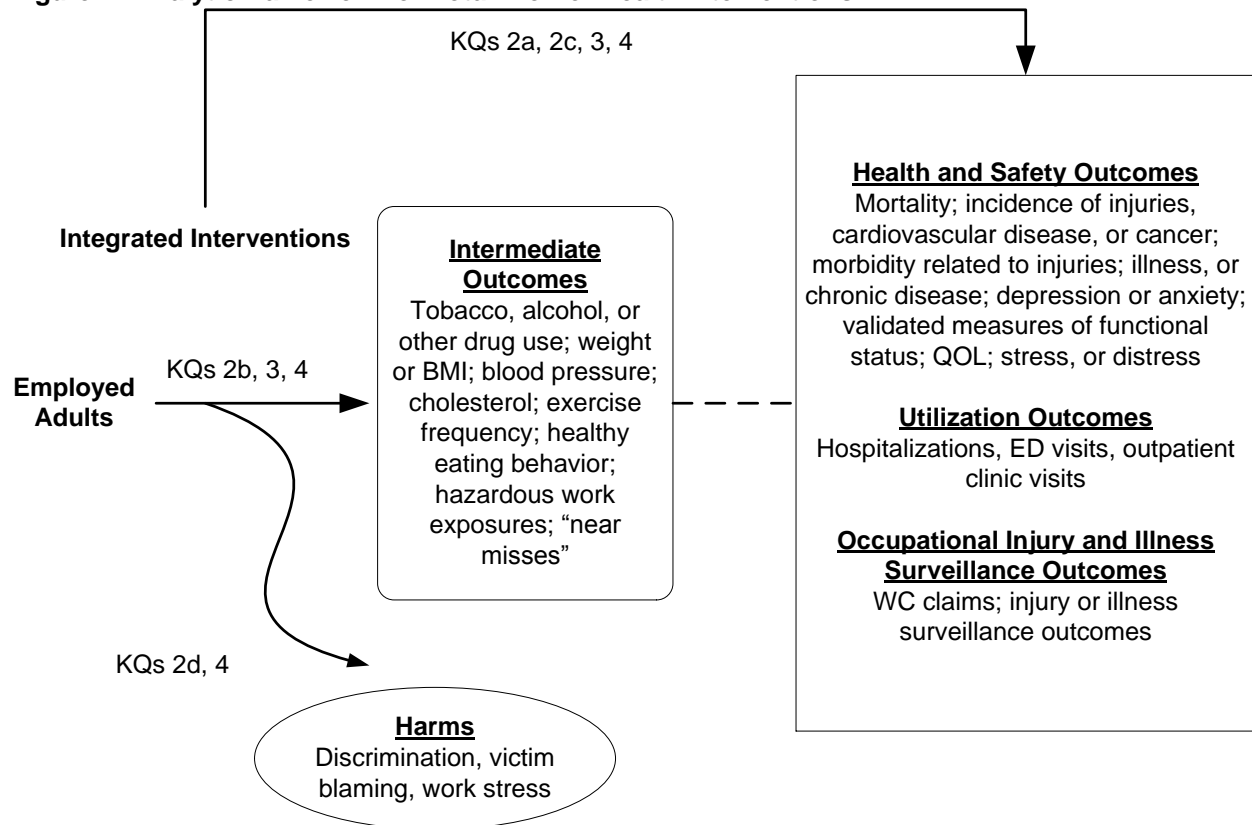 KQs 2a, 2c, 3, 4
Integrated Interventions
Employed
Adults
KQs 2b, 3, 4
Intermediate
Outcomes
Tobacco, alcohol, or
other drug use; weight
or BMI; blood pressure;
cholesterol; exercise
frequency; healthy
eating behavior;
hazardous work
exposures; “near
misses”
Health and Safety Outcomes
Mortality; incidence of injuries,
cardiovascular disease, or cancer;
morbidity related to injuries; illness, or
chronic disease; depression or anxiety;
validated measures of functional
status; QOL; stress, or distress
Utilization Outcomes
Hospitalizations, ED visits, outpatient
clinic visits
Occupational Injury and Illness
Surveillance Outcomes
WC claims; injury or illness
surveillance outcomes
KQs 2d, 4
Harms
Discrimination, victim
blaming, work stress